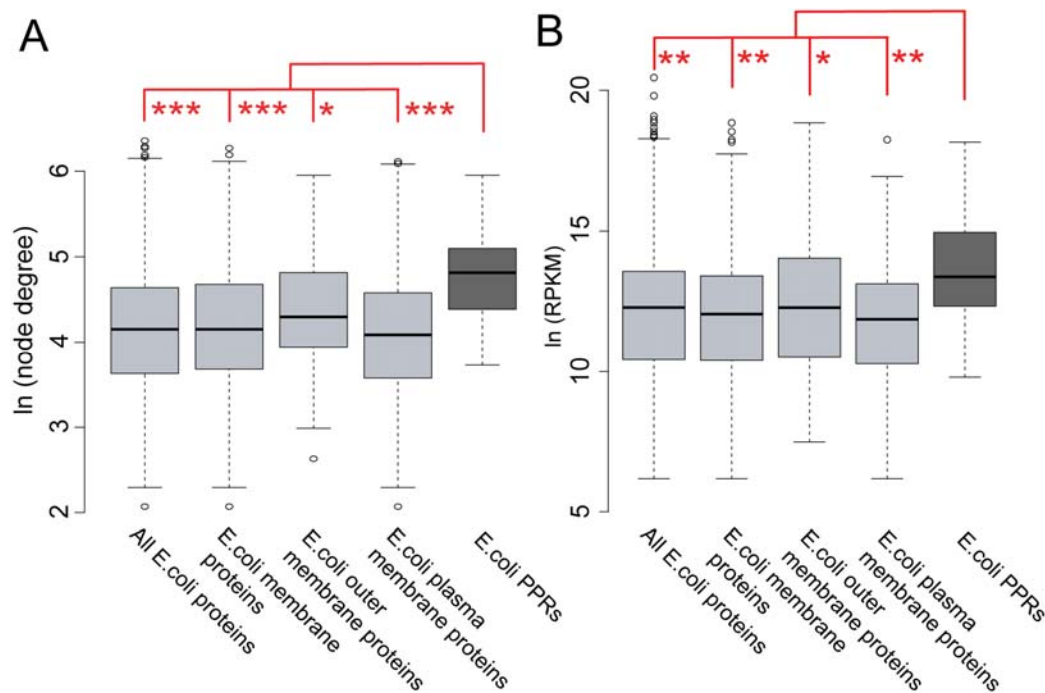 A
***
***
*
***
ln (node degree)
6
5
4
3
2
All E.coli proteins
E.coli membrane
proteins
E.coli outer
membrane proteins
E.coli plasma
membrane proteins
E.coli PPRs
B
**
**
*
**
ln (RPKM)
20
15
10
5
All E.coli proteins
E.coli membrane
proteins
E.coli outer
membrane proteins
E.coli plasma
membrane proteins
E.coli PPRs